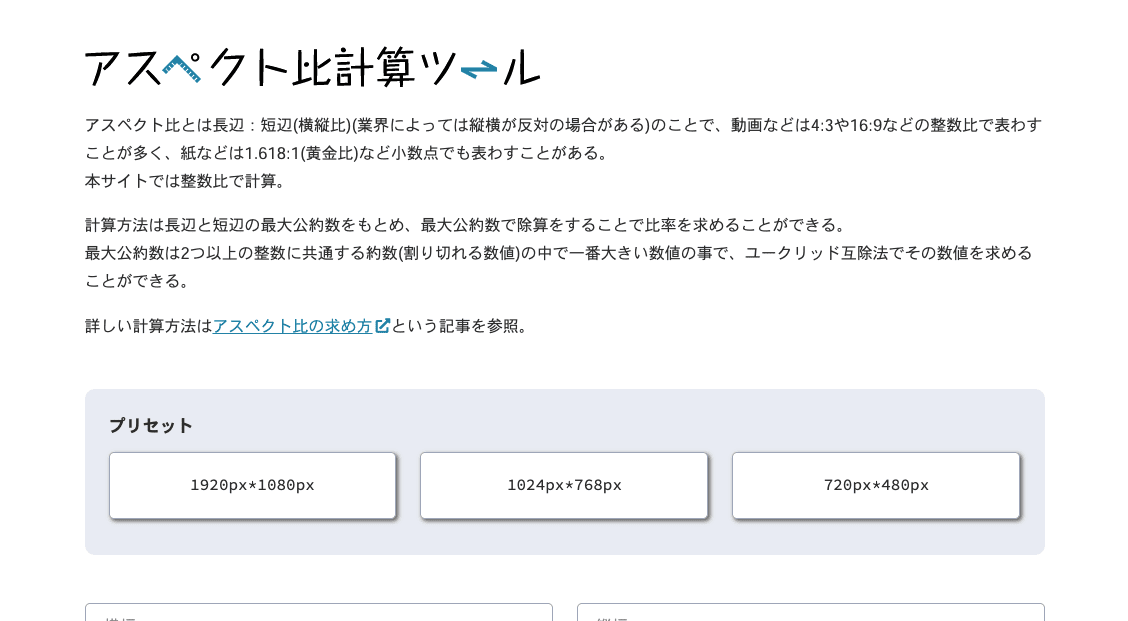 アスペクト比計算ツール
アスペクト比とは長辺：短辺(横縦比)(業界によっては縦横が反対の場合がある)のことで、動画などは4:3や16:9などの整数比で表わす
ことが多く、紙などは1.618:1(黄金比)など小数点でも表わすことがある。
本サイトでは整数比で計算。
計算方法は長辺と短辺の最大公約数をもとめ、最大公約数で除算をすることで比率を求めることができる。
最大公約数は2つ以上の整数に共通する約数(割り切れる数値)の中で一番大きい数値の事で、ユークリッド互除法でその数値を求める
ことができる。
詳しい計算方法はアスペクト比の求め方という記事を参照。
プリセット
1920px*1080px
1024px*768px
720px*480px